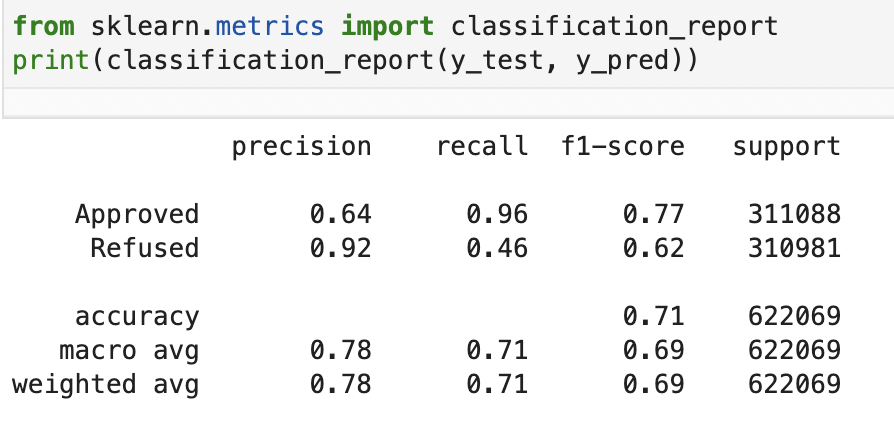 from sklearn.metrics import classification_report
print(classification_report(y_test, y_pred))
precision recall f1-score support
Approved 0.64 0.96 0.77 311088
Refused 0.92 0.46 0.62 310981
accuracy 0.71 622069
macro avg 0.78 0.71 0.69 622069
weighted avg 0.78 0.71 0.69 622069